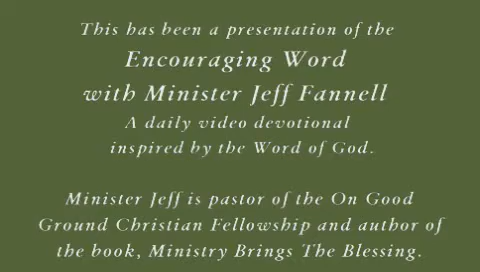 This has been a presentation of the
Encouraging Word
with Minister Jeff Fannell
A daily video devotional
inspired by the Word of God.
Minister Jeff is pastor of the On Good
Ground Christian Fellowship and author of
the book, Ministry Brings The Blessing.